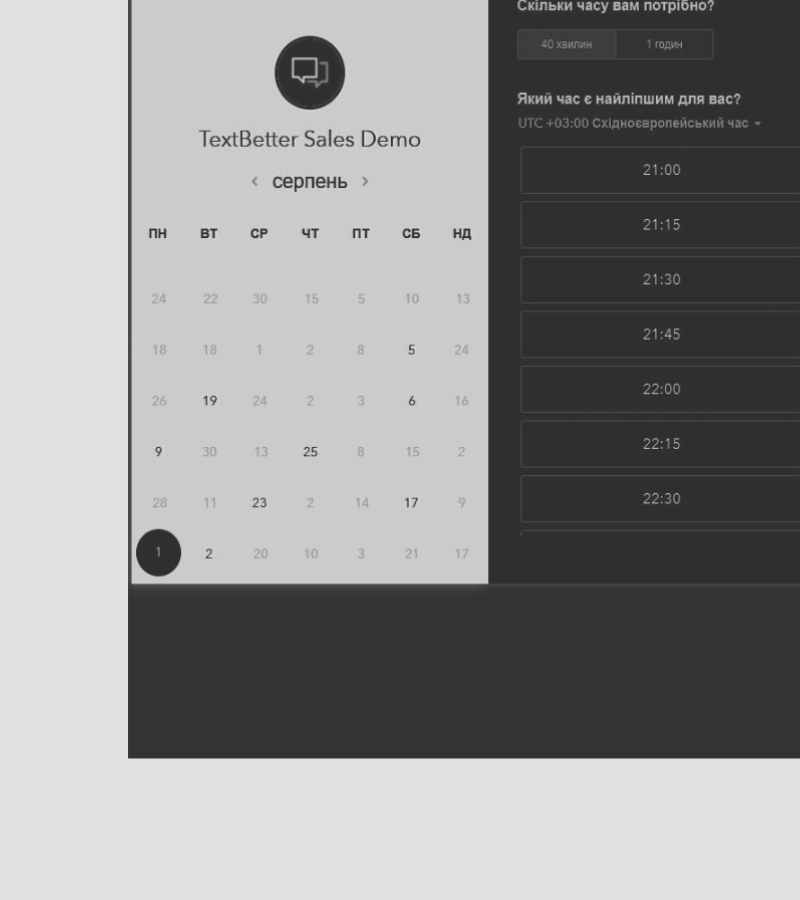 TextBetter Sales Demo
‹ серпень ›
ПН ВТ СР ЧТ ПТ СБ НД
24 22 30 15 5 10 13
18 18 1 2 8 5 24
26 19 24 2 3 6 16
9 30 13 25 8 15 2
28 11 23 2 14 17 9
1 2 20 10 3 21 17
Скільки часу вам потрібно?
40 хвилин 1 годин
Який час є найліпшим для вас?
UTC +03:00 Східноєвропейський час
21:00
21:15
21:30
21:45
22:00
22:15
22:30